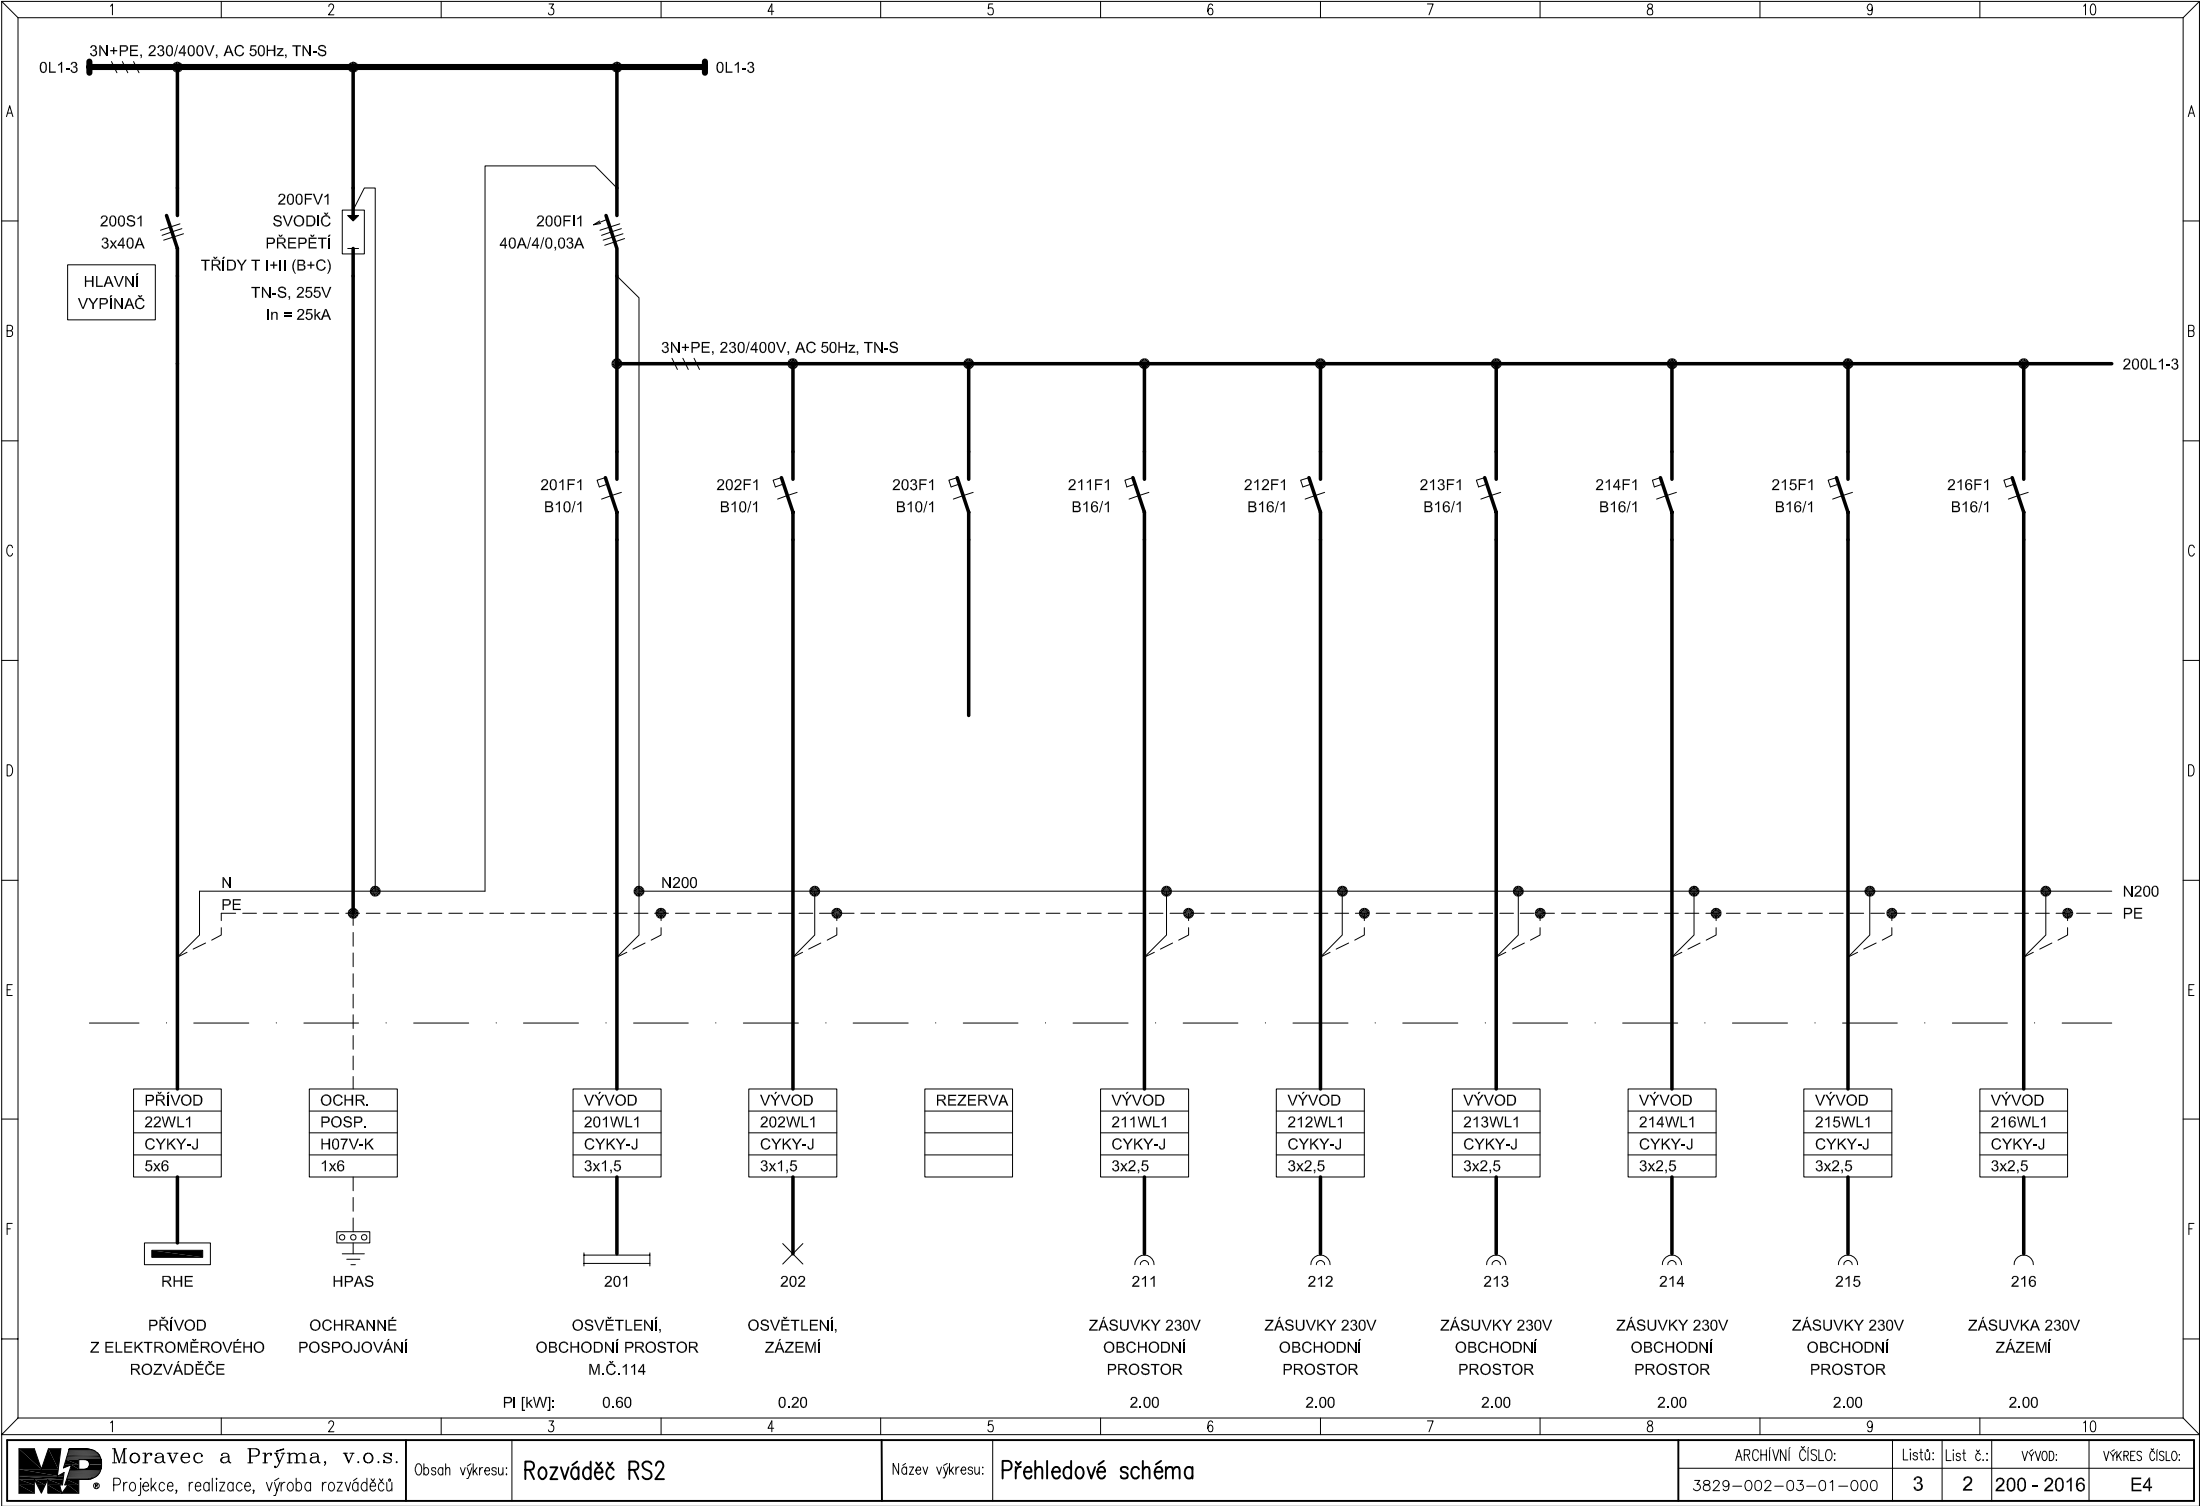 1 2 3 4 5 6 7 8 9 10
3N+PE, 230/400V, AC 50Hz, TN-S
0L1-3 0L1-3
A A
200S1
3x40A
HLAVNÍ
VYPÍNAČ
200FV1
SVODIČ
PŘEPĚTÍ
TŘÍDY T I+II (B+C)
TN-S, 255V
In = 25kA
200FI1
40A/4/0,03A
B B
3N+PE, 230/400V, AC 50Hz, TN-S
200L1-3
201F1 202F1 203F1 211F1 212F1 213F1 214F1 215F1 216F1
B10/1 B10/1 B10/1 B16/1 B16/1 B16/1 B16/1 B16/1 B16/1
C C
D D
N N200 N200
PE PE
E E
PŘÍVOD OCHR. VÝVOD VÝVOD REZERVA VÝVOD VÝVOD VÝVOD VÝVOD VÝVOD VÝVOD
22WL1 POSP. 201WL1 202WL1 211WL1 212WL1 213WL1 214WL1 215WL1 216WL1
CYKY-J H07V-K CYKY-J CYKY-J CYKY-J CYKY-J CYKY-J CYKY-J CYKY-J CYKY-J
5x6 1x6 3x1,5 3x1,5 3x2,5 3x2,5 3x2,5 3x2,5 3x2,5 3x2,5
F F
RHE HPAS 201 202 211 212 213 214 215 216
PŘÍVOD OCHRANNÉ OSVĚTLENÍ, OSVĚTLENÍ, ZÁSUVKY 230V ZÁSUVKY 230V ZÁSUVKY 230V ZÁSUVKY 230V ZÁSUVKY 230V ZÁSUVKA 230V
Z ELEKTROMĚROVÉHO POSPOJOVÁNÍ OBCHODNÍ PROSTOR ZÁZEMÍ OBCHODNÍ OBCHODNÍ OBCHODNÍ OBCHODNÍ OBCHODNÍ ZÁZEMÍ
ROZVÁDĚČE M.Č.114 PROSTOR PROSTOR PROSTOR PROSTOR PROSTOR
PI [kW]: 0.60 0.20 2.00 2.00 2.00 2.00 2.00 2.00
1 2 3 4 5 6 7 8 9 10
MP Moravec a Prýma, v.o.s.
Projekce, realizace, výroba rozváděčů
Obsah výkresu: Rozváděč RS2
Název výkresu: Přehledové schéma
ARCHÍVNÍ ČÍSLO: Listů: List č.: VÝVOD: VÝKRES ČÍSLO:
3829-002-03-01-000 3 2 200 - 2016 E4